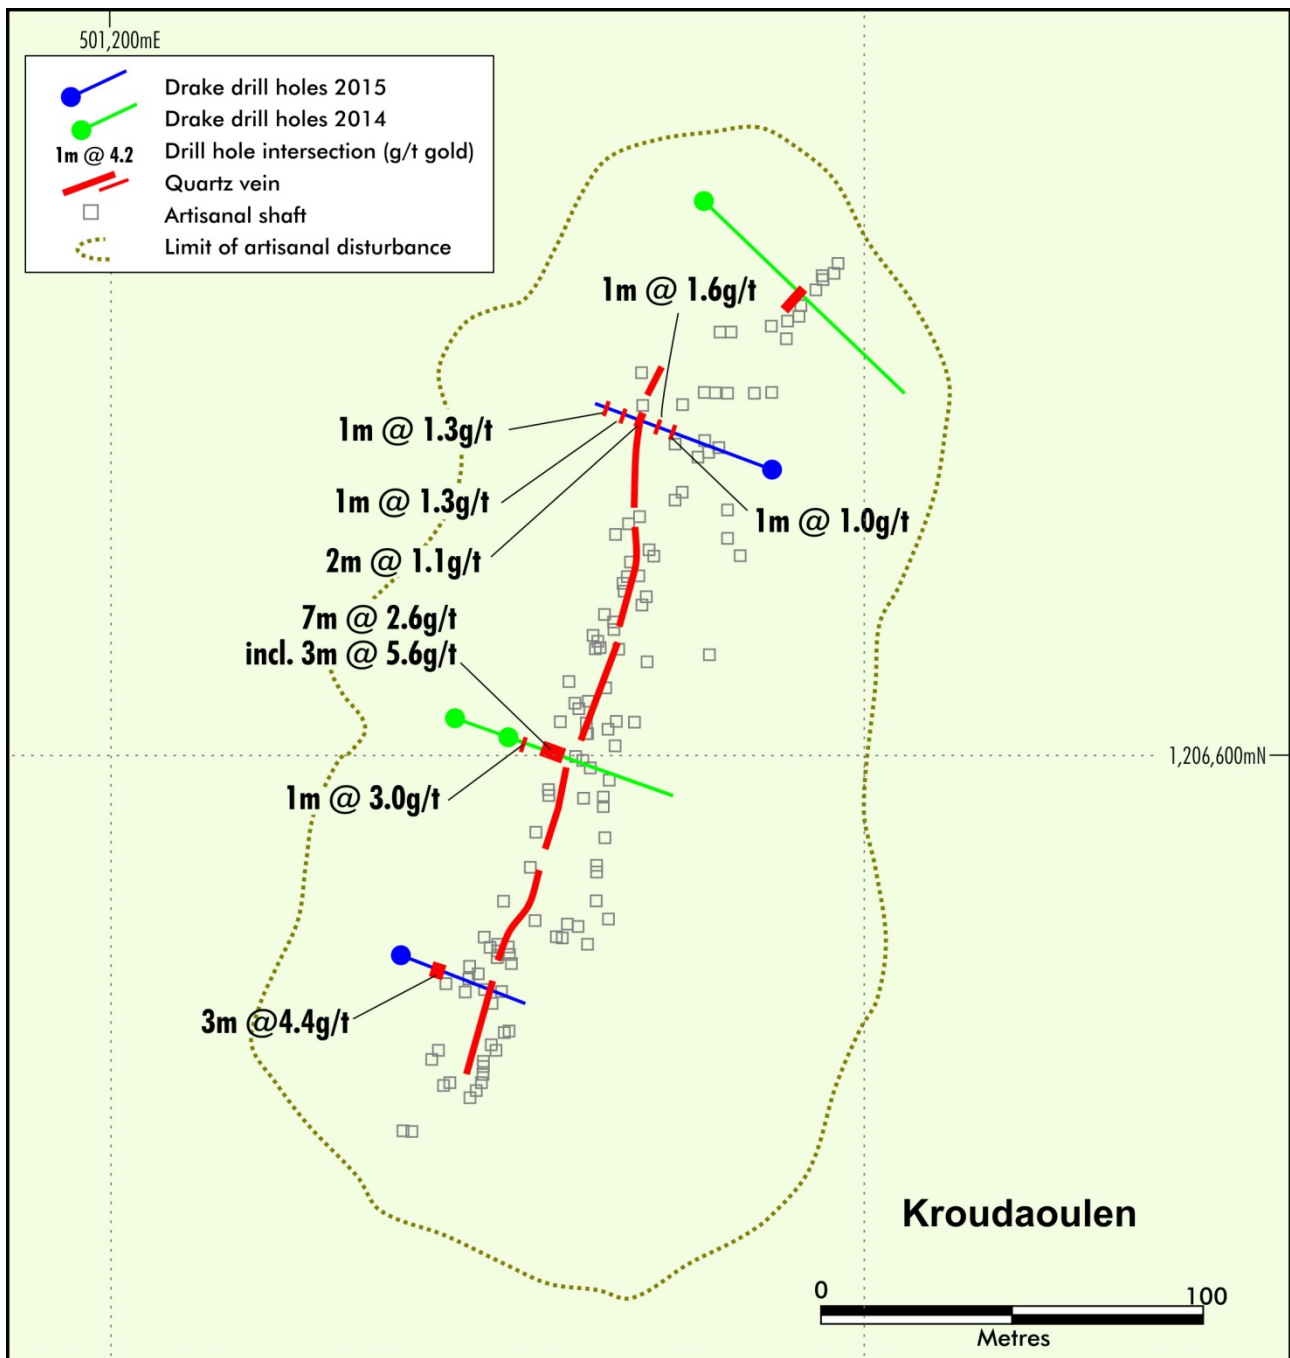 501,200mE
Drake drill holes 2015
Drake drill holes 2014
1m @ 4.2 Drill hole intersection (g/t gold)
Quartz vein
Artisanal shaft
Limit of artisanal disturbance
1m @ 1.6g/t
1m @ 1.3g/t
1m @ 1.3g/t
1m @ 1.0g/t
2m @ 1.1g/t
7m @ 2.6g/t
incl. 3m @ 5.6g/t
1,206,600mN
1m @ 3.0g/t
3m @4.4g/t
Kroudaoulen
0 100
Metres